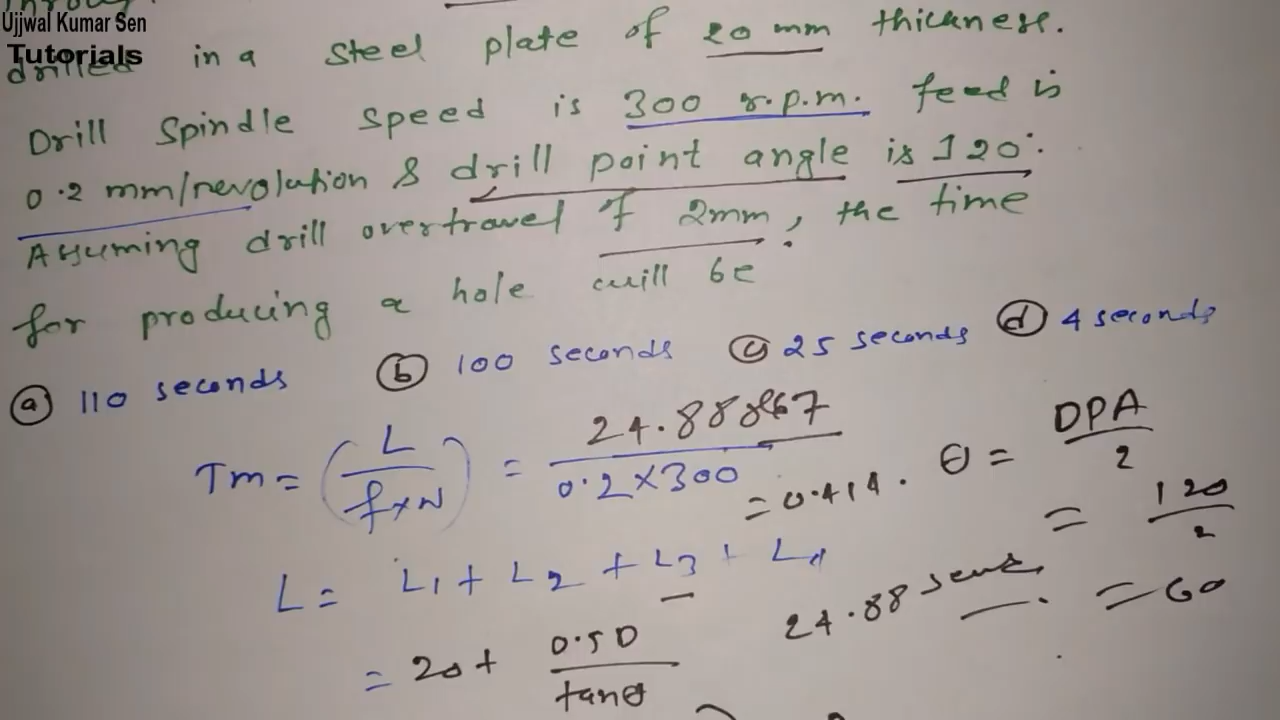 Ujjwal Kumar Sen
Tutorials
drilled in a steel plate of 20 mm thickness.
Drill spindle speed is 300 r.p.m. feed is
0.2 mm/revolution & drill point angle is 120°.
Assuming drill overtravel of 2mm, the time
for producing a hole will be
(a) 110 seconds (b) 100 seconds (c) 25 seconds (d) 4 seconds
Tm = (L / f×N) = 24.88867 / 0.2×300 = 0.414. θ = DPA / 2
= 120 / 2
L = L1 + L2 + L3 + L4 24.88 = 60
= 20 + 0.5D / tanθ